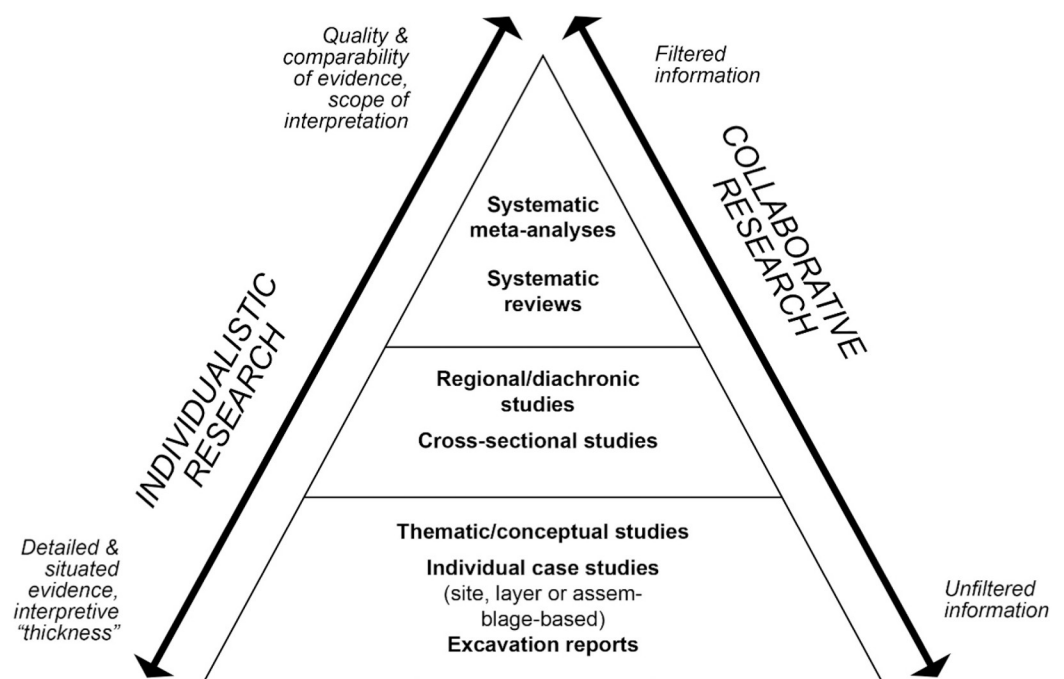 Quality &
comparability
of evidence,
scope of
interpretation
Filtered
information
INDIVIDUALISTIC
RESEARCH
COLLABORATIVE
RESEARCH
Systematic
meta-analyses
Systematic
reviews
Regional/diachronic
studies
Cross-sectional studies
Thematic/conceptual studies
Individual case studies
(site, layer or assem-
blage-based)
Excavation reports
Detailed &
situated
evidence,
interpretive
“thickness”
Unfiltered
information